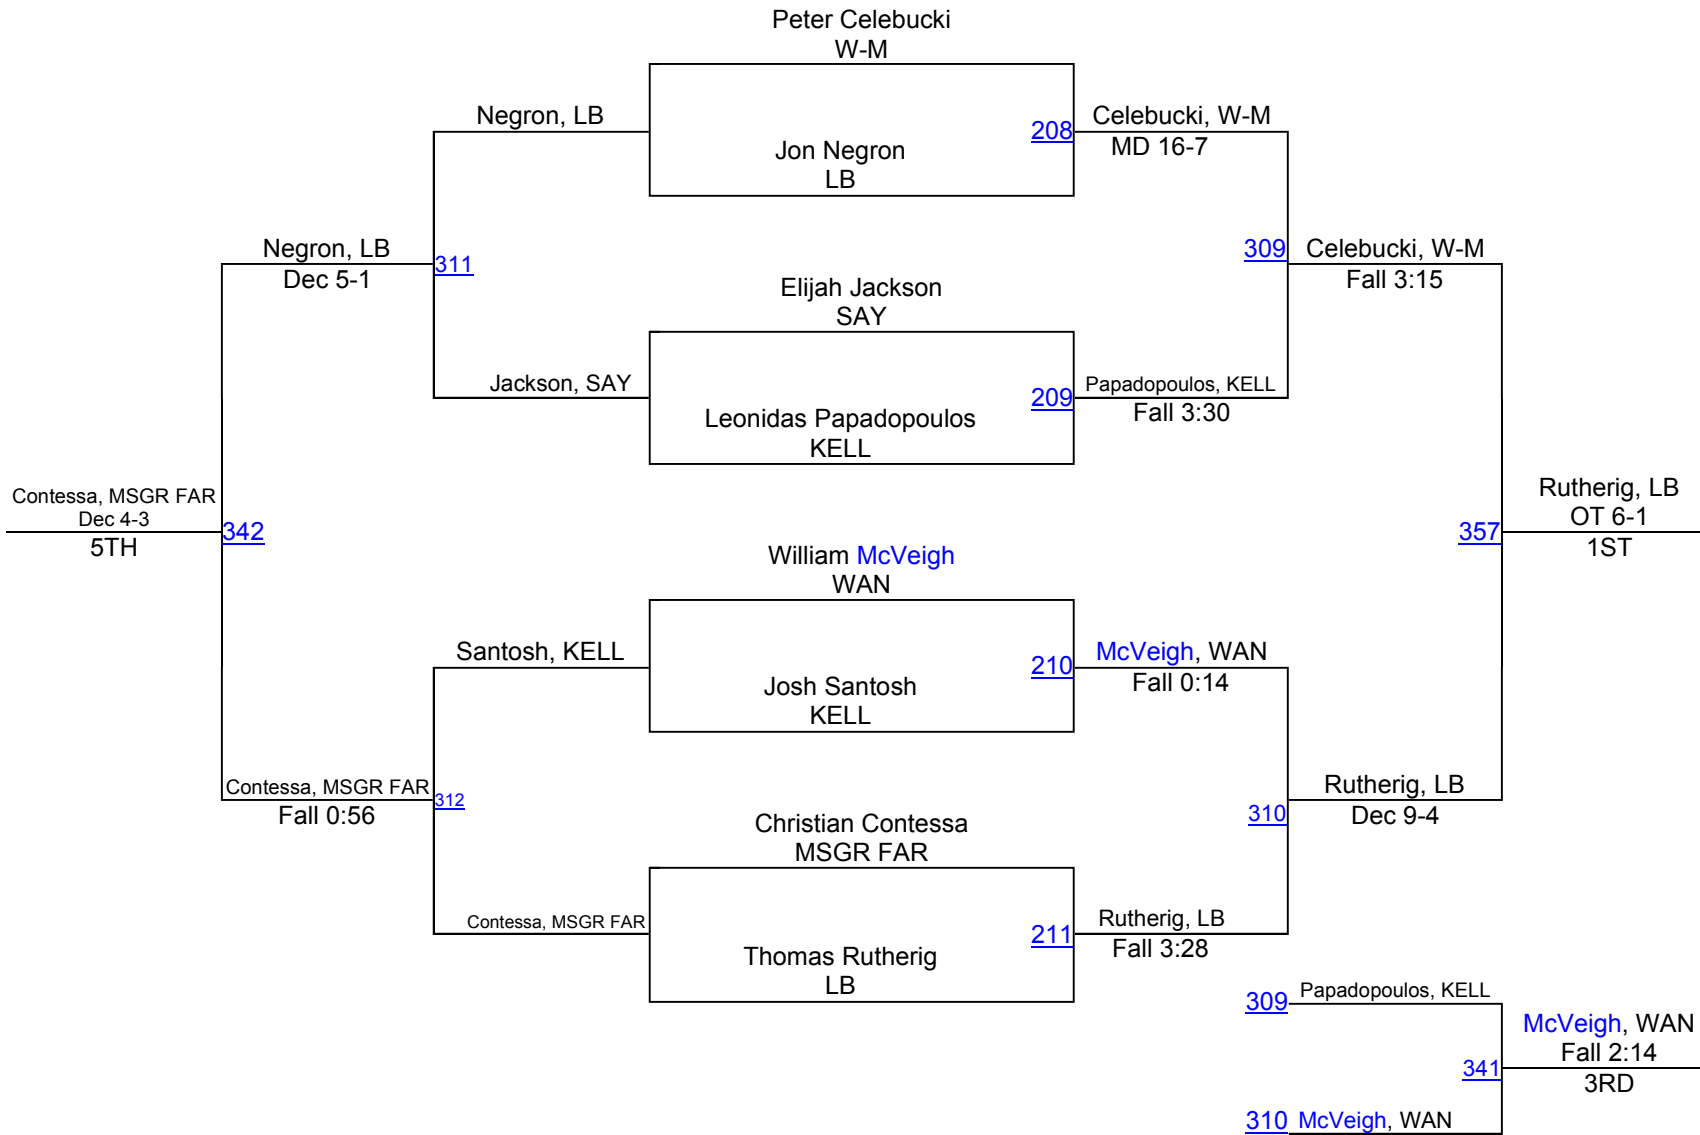 Peter Celebucki
W-M
Negron, LB
208
Celebucki, W-M
MD 16-7
Jon Negron
LB
Negron, LB
Dec 5-1
311
309
Celebucki, W-M
Fall 3:15
Elijah Jackson
SAY
Jackson, SAY
209
Papadopoulos, KELL
Fall 3:30
Leonidas Papadopoulos
KELL
Contessa, MSGR FAR
Dec 4-3
5TH
342
357
Rutherig, LB
OT 6-1
1ST
William McVeigh
WAN
Santosh, KELL
210
McVeigh, WAN
Fall 0:14
Josh Santosh
KELL
Contessa, MSGR FAR
Fall 0:56
312
310
Rutherig, LB
Dec 9-4
Christian Contessa
MSGR FAR
Contessa, MSGR FAR
211
Rutherig, LB
Fall 3:28
Thomas Rutherig
LB
309 Papadopoulos, KELL
341
McVeigh, WAN
Fall 2:14
3RD
310 McVeigh, WAN